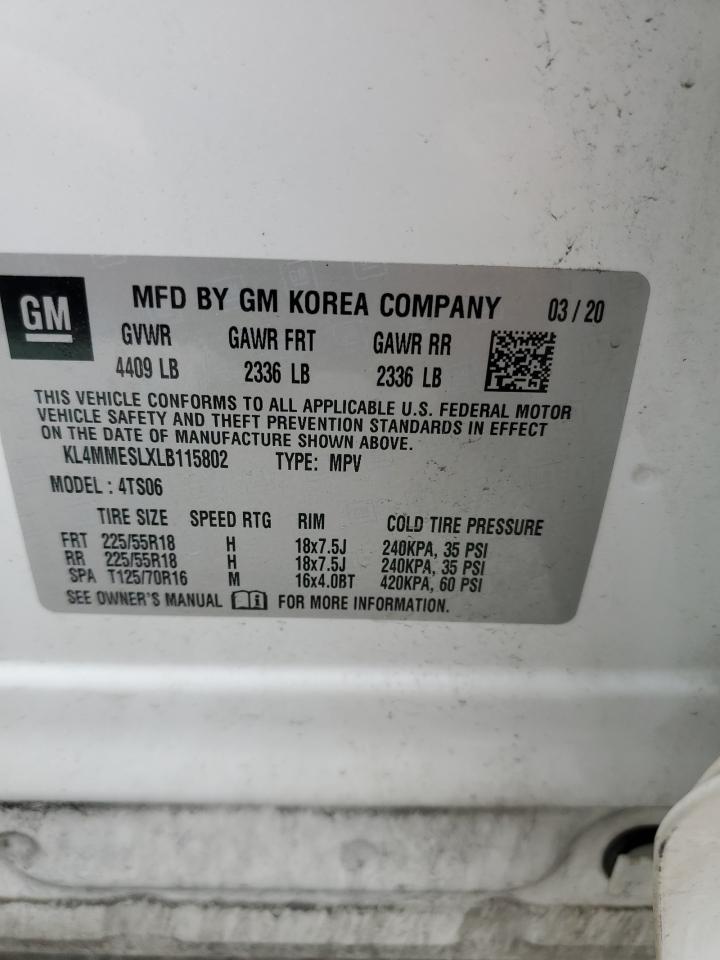 GM MFD BY GM KOREA COMPANY 03 / 20
GVWR GAWR FRT GAWR RR
4409 LB 2336 LB 2336 LB
THIS VEHICLE CONFORMS TO ALL APPLICABLE U.S. FEDERAL MOTOR
VEHICLE SAFETY AND THEFT PREVENTION STANDARDS IN EFFECT
ON THE DATE OF MANUFACTURE SHOWN ABOVE.
KL4MMESLXLB115802 TYPE: MPV
MODEL : 4TS06
TIRE SIZE SPEED RTG RIM COLD TIRE PRESSURE
FRT 225/55R18 H 18x7.5J 240KPA, 35 PSI
RR 225/55R18 H 18x7.5J 240KPA, 35 PSI
SPA T125/70R16 M 16x4.0BT 420KPA, 60 PSI
SEE OWNER'S MANUAL i FOR MORE INFORMATION.